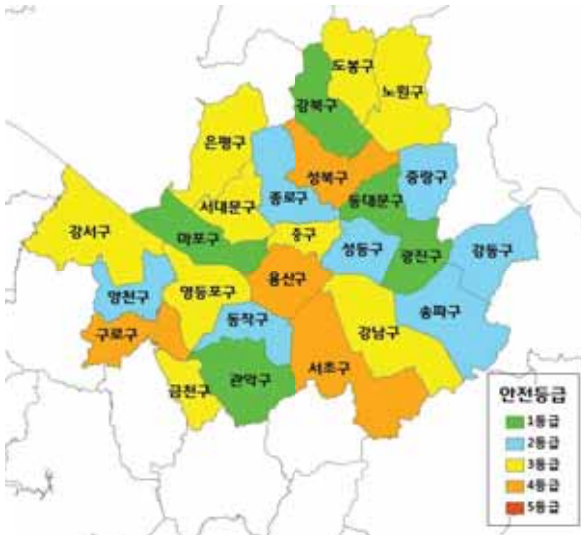 도봉구
노원구
강북구
은평구
성북구
중랑구
종로구
서대문구
동대문구
강서구
마포구
중구
성동구
광진구
강동구
양천구
영등포구
용산구
송파구
구로구
동작구
강남구
금천구
관악구
서초구
안전등급
1등급
2등급
3등급
4등급
5등급